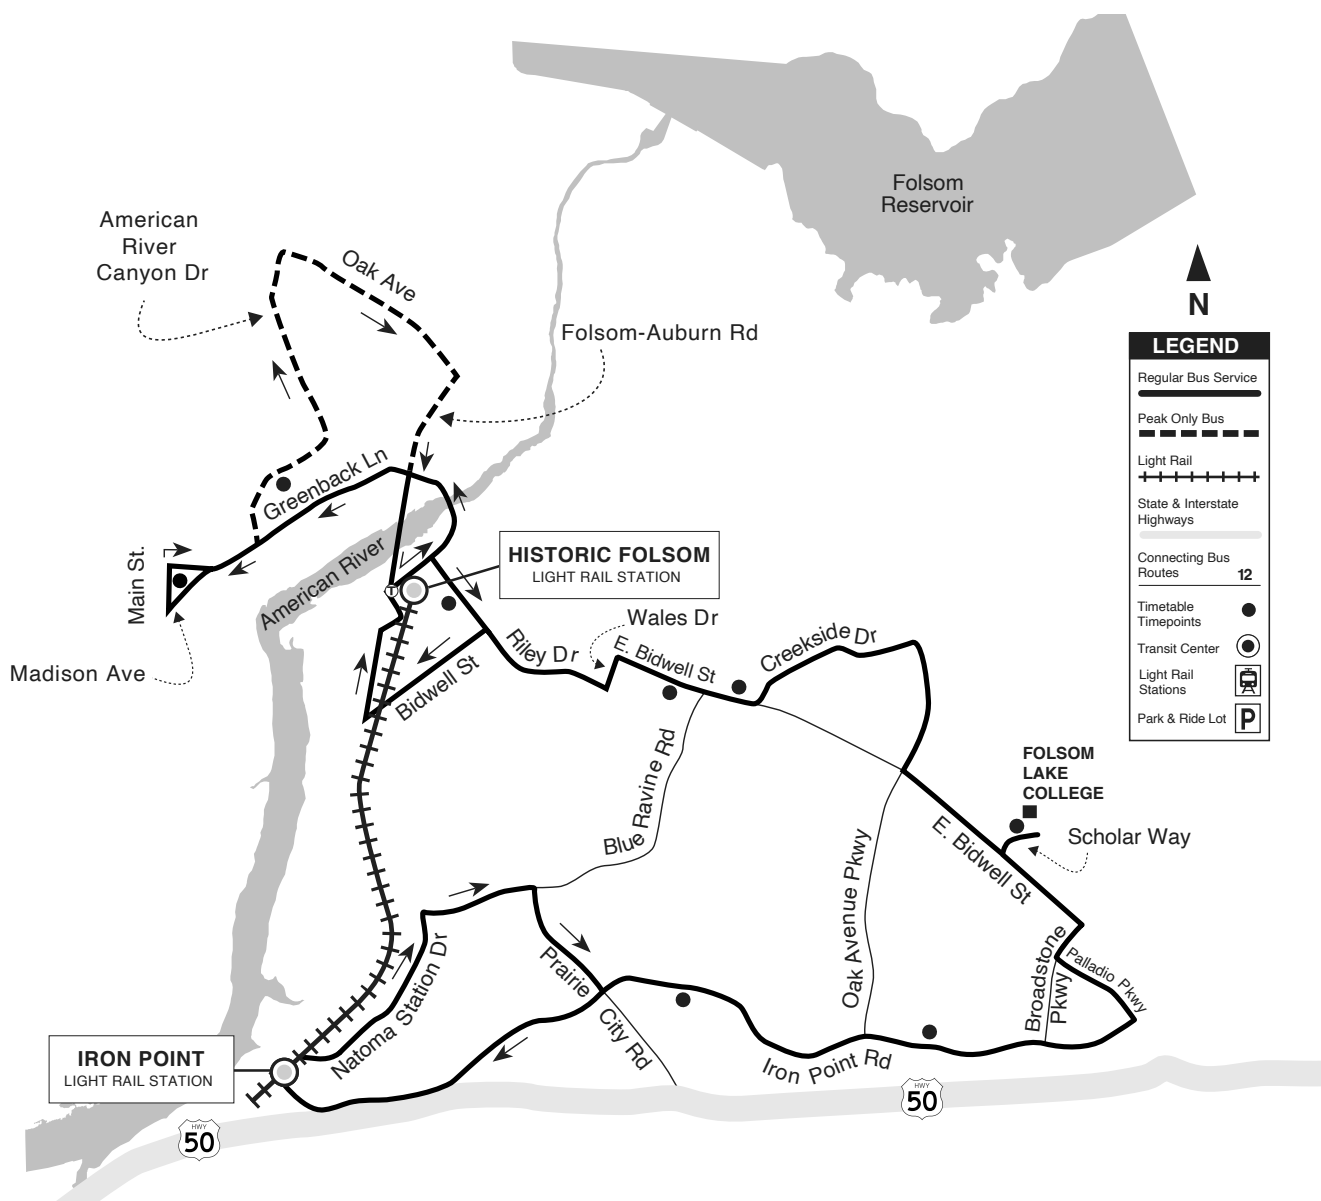 Folsom
Reservoir
American
River
Canyon Dr
Oak Ave
Folsom-Auburn Rd
N
LEGEND
Regular Bus Service
Peak Only Bus
Light Rail
State & Interstate
Highways
Connecting Bus
Routes 12
Timetable
Timepoints
Transit Center
Light Rail
Stations
Park & Ride Lot P
Greenback Ln
American River
Main St.
Madison Ave
T
HISTORIC FOLSOM
LIGHT RAIL STATION
Wales Dr
Riley Dr
E. Bidwell St
Creekside Dr
Bidwell St
Blue Ravine Rd
Oak Avenue Pkwy
FOLSOM
LAKE
COLLEGE
Scholar Way
E. Bidwell St
Broadstone
Pkwy
Palladio Pkwy
Natoma Station Dr
Prairie
City Rd
Iron Point Rd
IRON POINT
LIGHT RAIL STATION
HWY
50
HWY
50